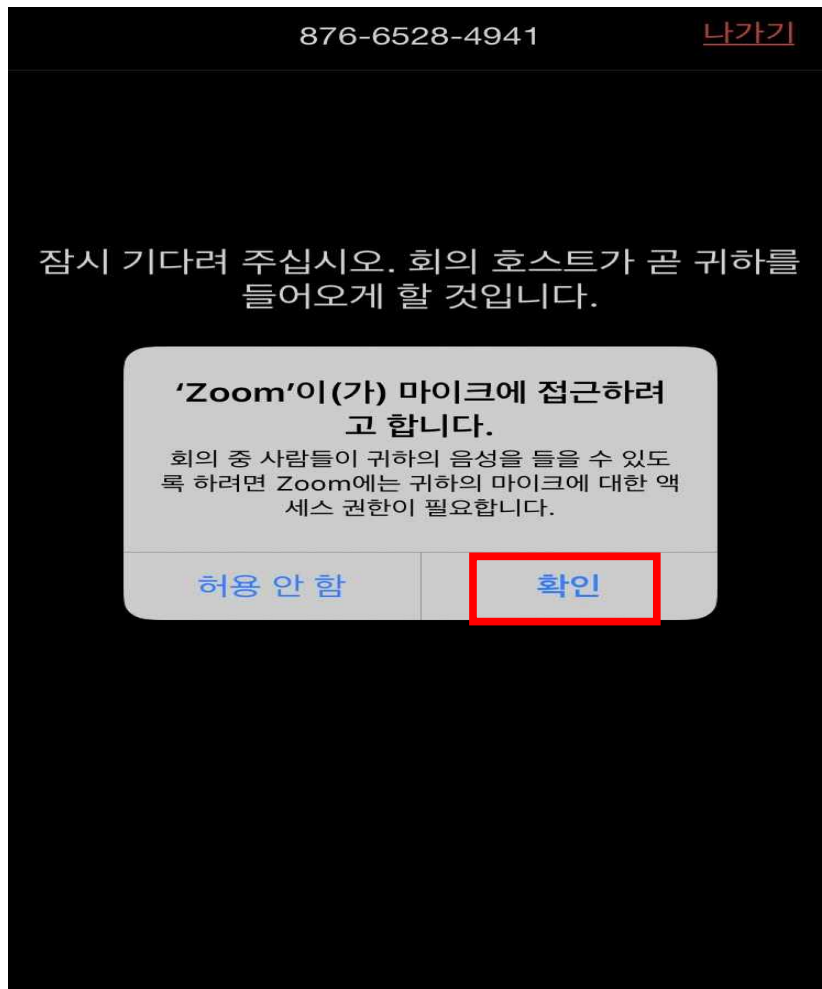 876-6528-4941 나가기
잠시 기다려 주십시오. 회의 호스트가 곧 귀하를
들어오게 할 것입니다.
‘Zoom’이(가) 마이크에 접근하려
고 합니다.
회의 중 사람들이 귀하의 음성을 들을 수 있도
록 하려면 Zoom에는 귀하의 마이크에 대한 액
세스 권한이 필요합니다.
허용 안 함 확인